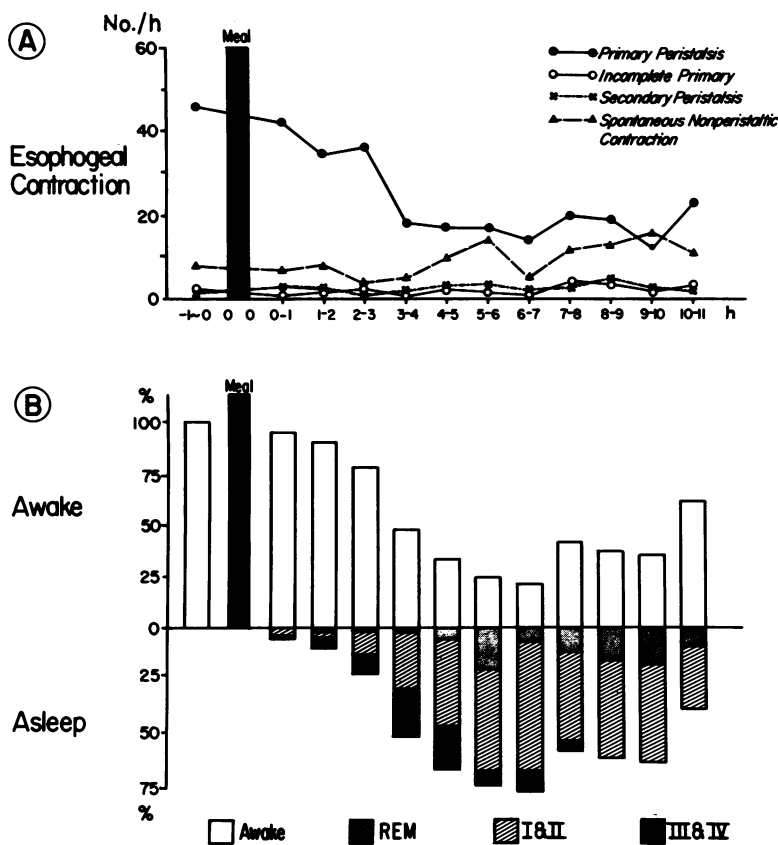 A
No./h
Meal
60
40
20
0
Esophogeal
Contraction
Primary Peristalsis
Incomplete Primary
Secondary Peristalsis
Spontaneous Nonperistaltic
Contraction
-1~0 0 0 0-1 1-2 2-3 3-4 4-5 5-6 6-7 7-8 8-9 9-10 10-11 h
B
%
Meal
100
75
50
25
0
25
50
75
%
Awake
Asleep
Awake REM I&II III&IV